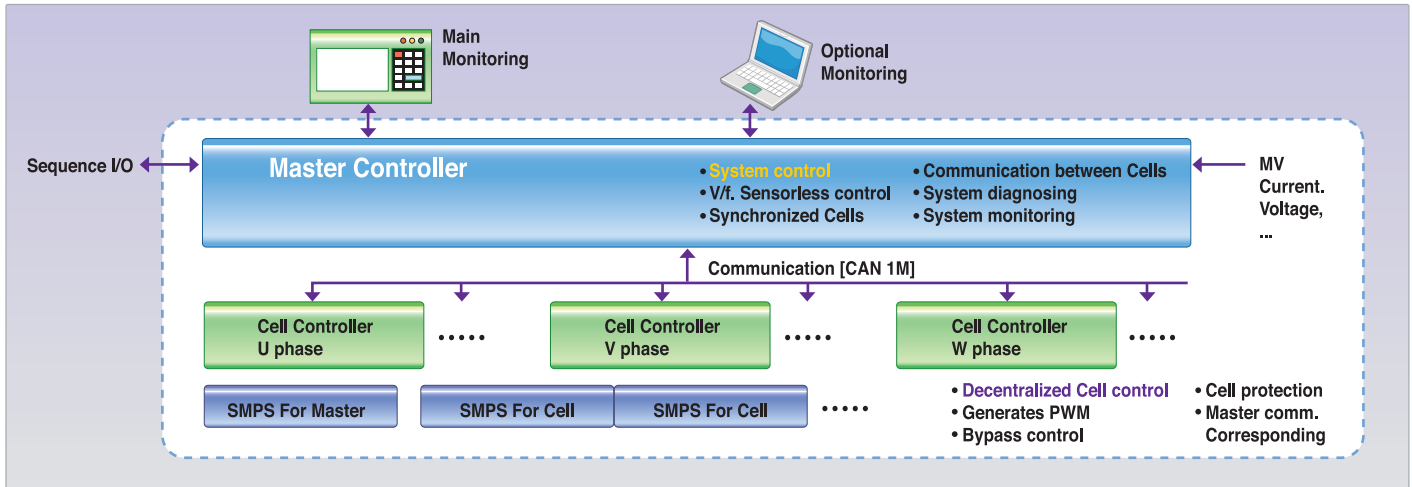 Main
Monitoring
Optional
Monitoring
Sequence I/O
Master Controller
• System control
• V/f. Sensorless control
• Synchronized Cells
• Communication between Cells
• System diagnosing
• System monitoring
MV
Current.
Voltage,
...
Communication [CAN 1M]
Cell Controller
U phase
•••••
Cell Controller
V phase
•••••
Cell Controller
W phase
•••••
SMPS For Master
SMPS For Cell
SMPS For Cell
•••••
• Decentralized Cell control
• Generates PWM
• Bypass control
• Cell protection
• Master comm.
Corresponding